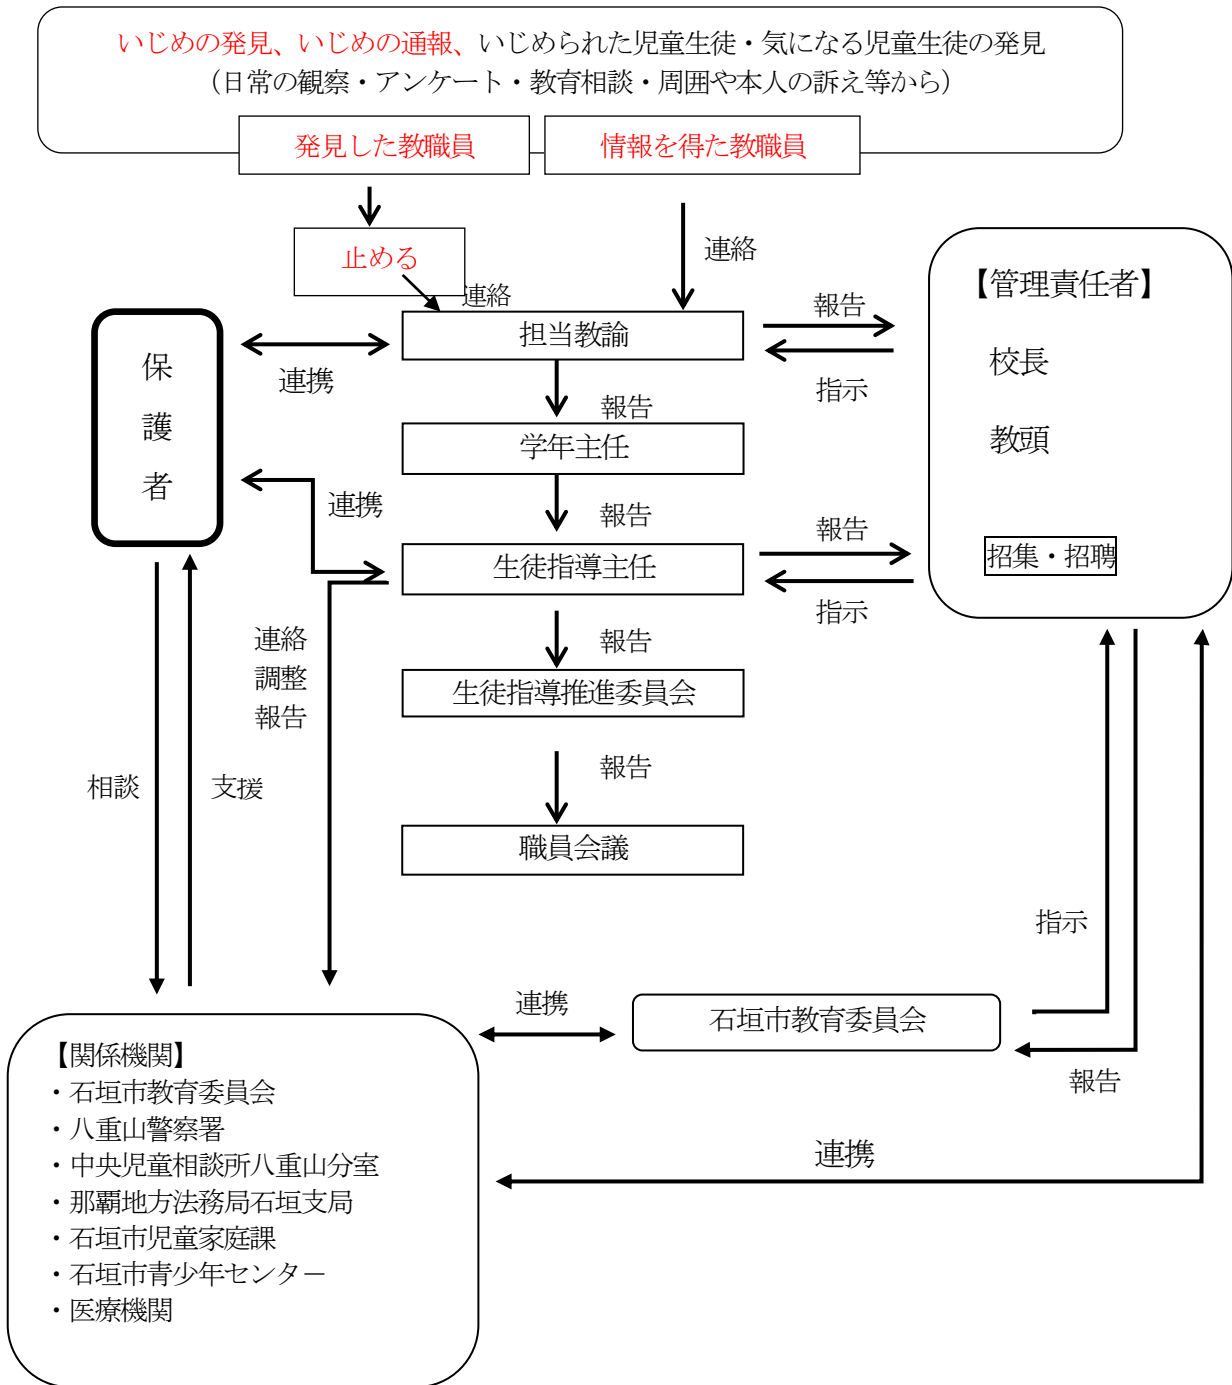 いじめの発見、いじめの通報、いじめられた児童生徒・気になる児童生徒の発見
（日常の観察・アンケート・教育相談・周囲や本人の訴え等から）
発見した教職員
情報を得た教職員
止める
連絡
連絡
担当教諭
報告
指示
【管理責任者】
校長
教頭
招集・招聘
保
護
者
連携
報告
学年主任
連携
報告
生徒指導主任
報告
指示
連絡
調整
報告
報告
生徒指導推進委員会
報告
職員会議
相談
支援
指示
連携
石垣市教育委員会
報告
連携
【関係機関】
・石垣市教育委員会
・八重山警察署
・中央児童相談所八重山分室
・那覇地方法務局石垣支局
・石垣市児童家庭課
・石垣市青少年センター
・医療機関